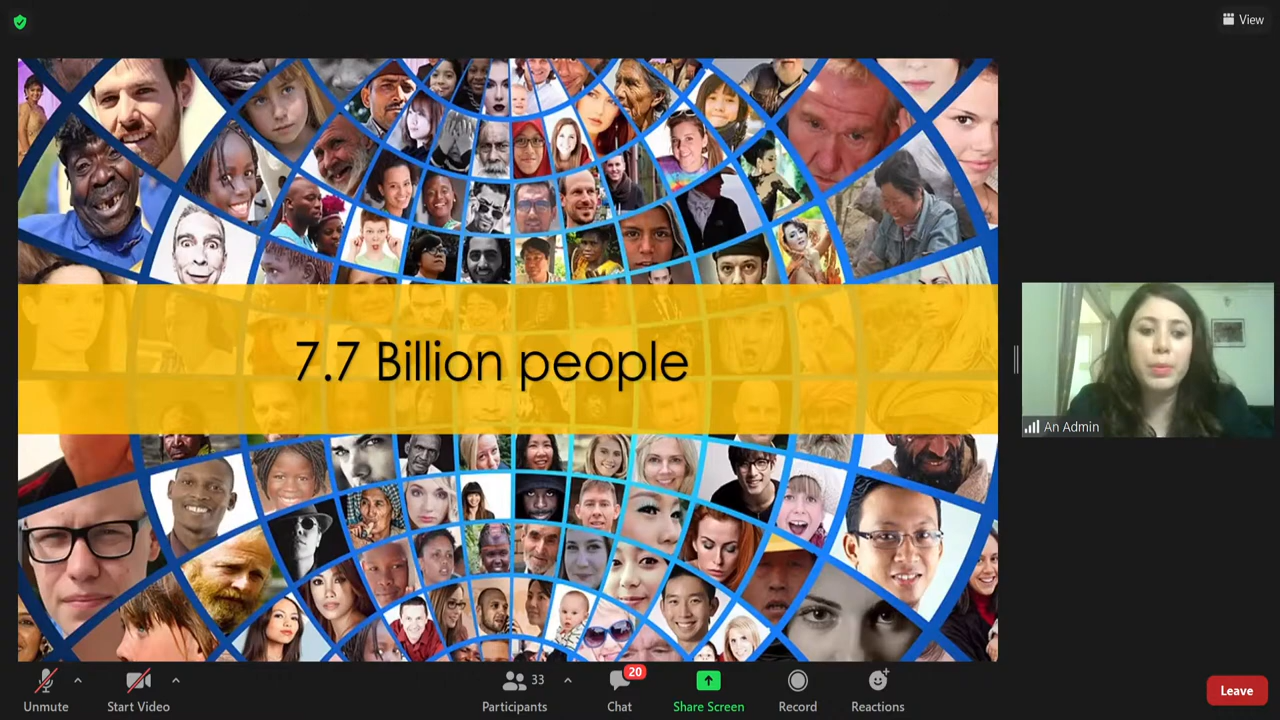 View
7.7 Billion people
An Admin
Unmute
Start Video
33
Participants
20
Chat
Share Screen
Record
Reactions
Leave